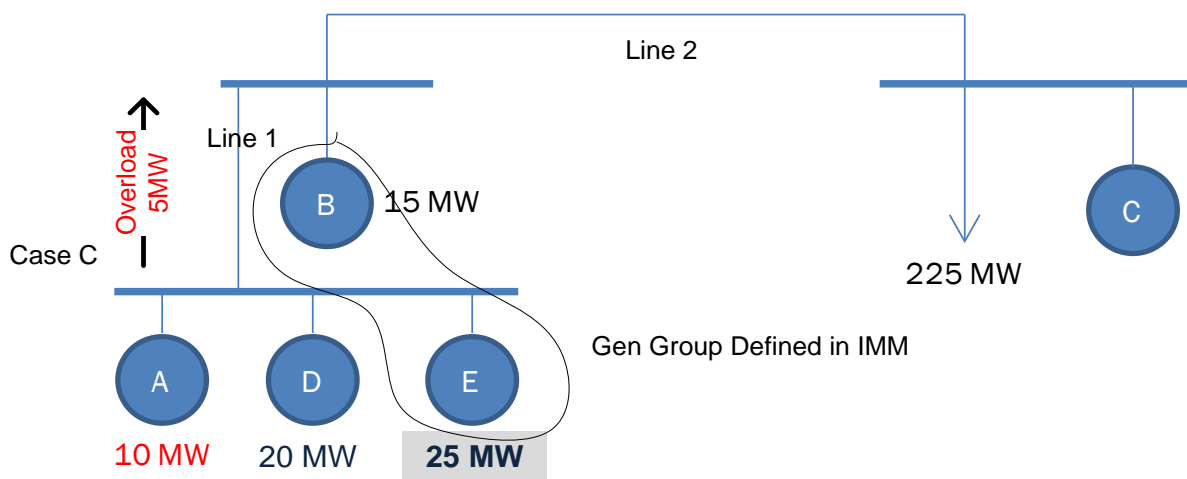 Line 2
Line 1
Overload
5MW
B
15 MW
C
Case C
225 MW
Gen Group Defined in IMM
A
D
E
10 MW
20 MW
25 MW